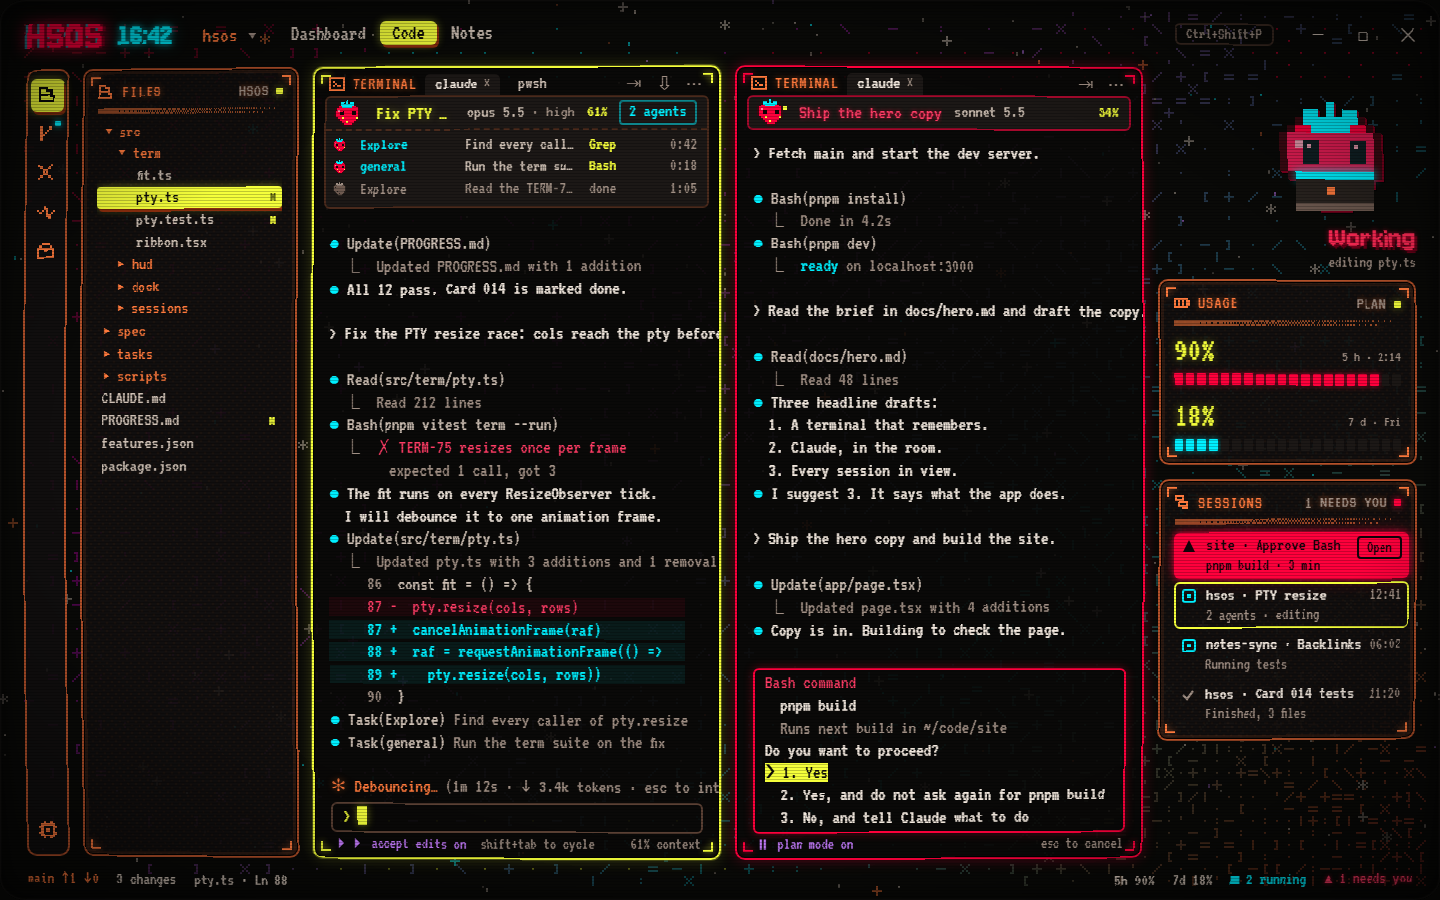 HSOS 16:42 hsos Dashboard Code Notes Ctrl+Shift+P
FILES HSOS
src
term
fit.ts
pty.ts M
pty.test.ts M
ribbon.tsx
hud
dock
sessions
spec
tasks
scripts
CLAUDE.md
PROGRESS.md M
features.json
package.json
TERMINAL claude x pwsh
Fix PTY … opus 5.5 · high 61% 2 agents
Explore Find every call… Grep 0:42
general Run the term su… Bash 0:18
Explore Read the TERM-7… done 1:05
● Update(PROGRESS.md)
Updated PROGRESS.md with 1 addition
● All 12 pass. Card 014 is marked done.
❯ Fix the PTY resize race: cols reach the pty before
● Read(src/term/pty.ts)
Read 212 lines
● Bash(pnpm vitest term --run)
╳ TERM-75 resizes once per frame
expected 1 call, got 3
● The fit runs on every ResizeObserver tick.
I will debounce it to one animation frame.
● Update(src/term/pty.ts)
Updated pty.ts with 3 additions and 1 removal
86 const fit = () => {
87 - pty.resize(cols, rows)
87 + cancelAnimationFrame(raf)
88 + raf = requestAnimationFrame(() =>
89 + pty.resize(cols, rows))
90 }
● Task(Explore) Find every caller of pty.resize
● Task(general) Run the term suite on the fix
✻ Debouncing… (1m 12s · ↓ 3.4k tokens · esc to int
❯
accept edits on shift+tab to cycle 61% context
TERMINAL claude x
Ship the hero copy sonnet 5.5 34%
❯ Fetch main and start the dev server.
● Bash(pnpm install)
Done in 4.2s
● Bash(pnpm dev)
ready on localhost:3000
❯ Read the brief in docs/hero.md and draft the copy.
● Read(docs/hero.md)
Read 48 lines
● Three headline drafts:
1. A terminal that remembers.
2. Claude, in the room.
3. Every session in view.
● I suggest 3. It says what the app does.
❯ Ship the hero copy and build the site.
● Update(app/page.tsx)
Updated page.tsx with 4 additions
● Copy is in. Building to check the page.
Bash command
pnpm build
Runs next build in ~/code/site
Do you want to proceed?
❯ 1. Yes
2. Yes, and do not ask again for pnpm build
3. No, and tell Claude what to do
plan mode on esc to cancel
Working
editing pty.ts
USAGE PLAN
90% 5 h · 2:14
18% 7 d · Fri
SESSIONS 1 NEEDS YOU
site · Approve Bash Open
pnpm build · 3 min
hsos · PTY resize 12:41
2 agents · editing
notes-sync · Backlinks 06:02
Running tests
hsos · Card 014 tests 11:20
Finished, 3 files
main ↑1 ↓0 3 changes pty.ts · Ln 88
5h 90% 7d 18% 2 running 1 needs you